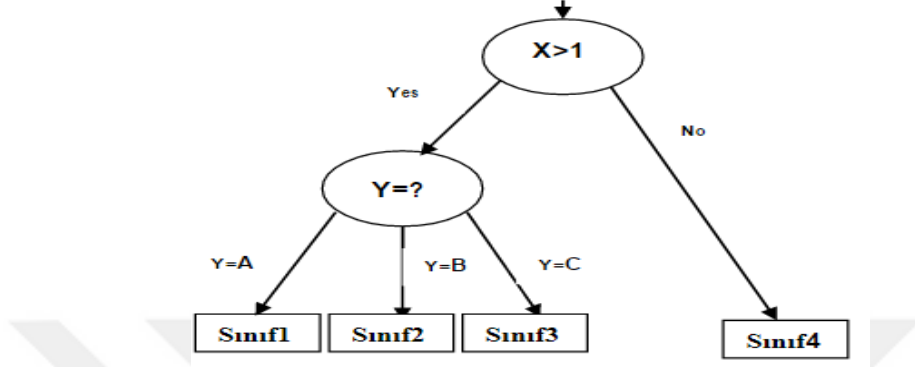 X>1
Yes
No
Y=?
Y=A
Y=B
Y=C
Sınıf1
Sınıf2
Sınıf3
Sınıf4